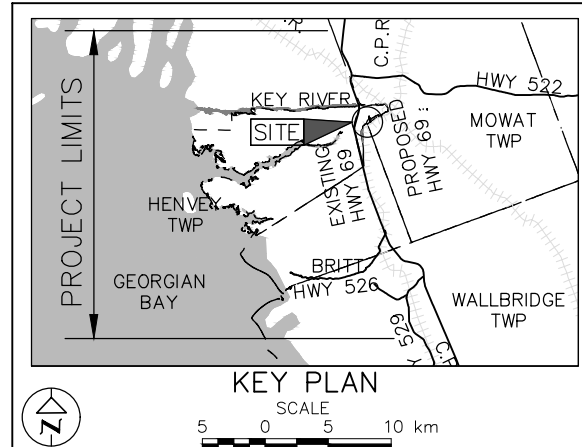 C.P.R
HWY 522
KEY RIVER
SITE
MOWAT
TWP
EXISTING
HWY 69
PROPOSED
HWY 69
PROJECT LIMITS
HENVEY
TWP
BRITT
HWY 526
GEORGIAN
BAY
WALLBRIDGE
TWP
529
KEY PLAN
SCALE
5 0 5 10 km
N